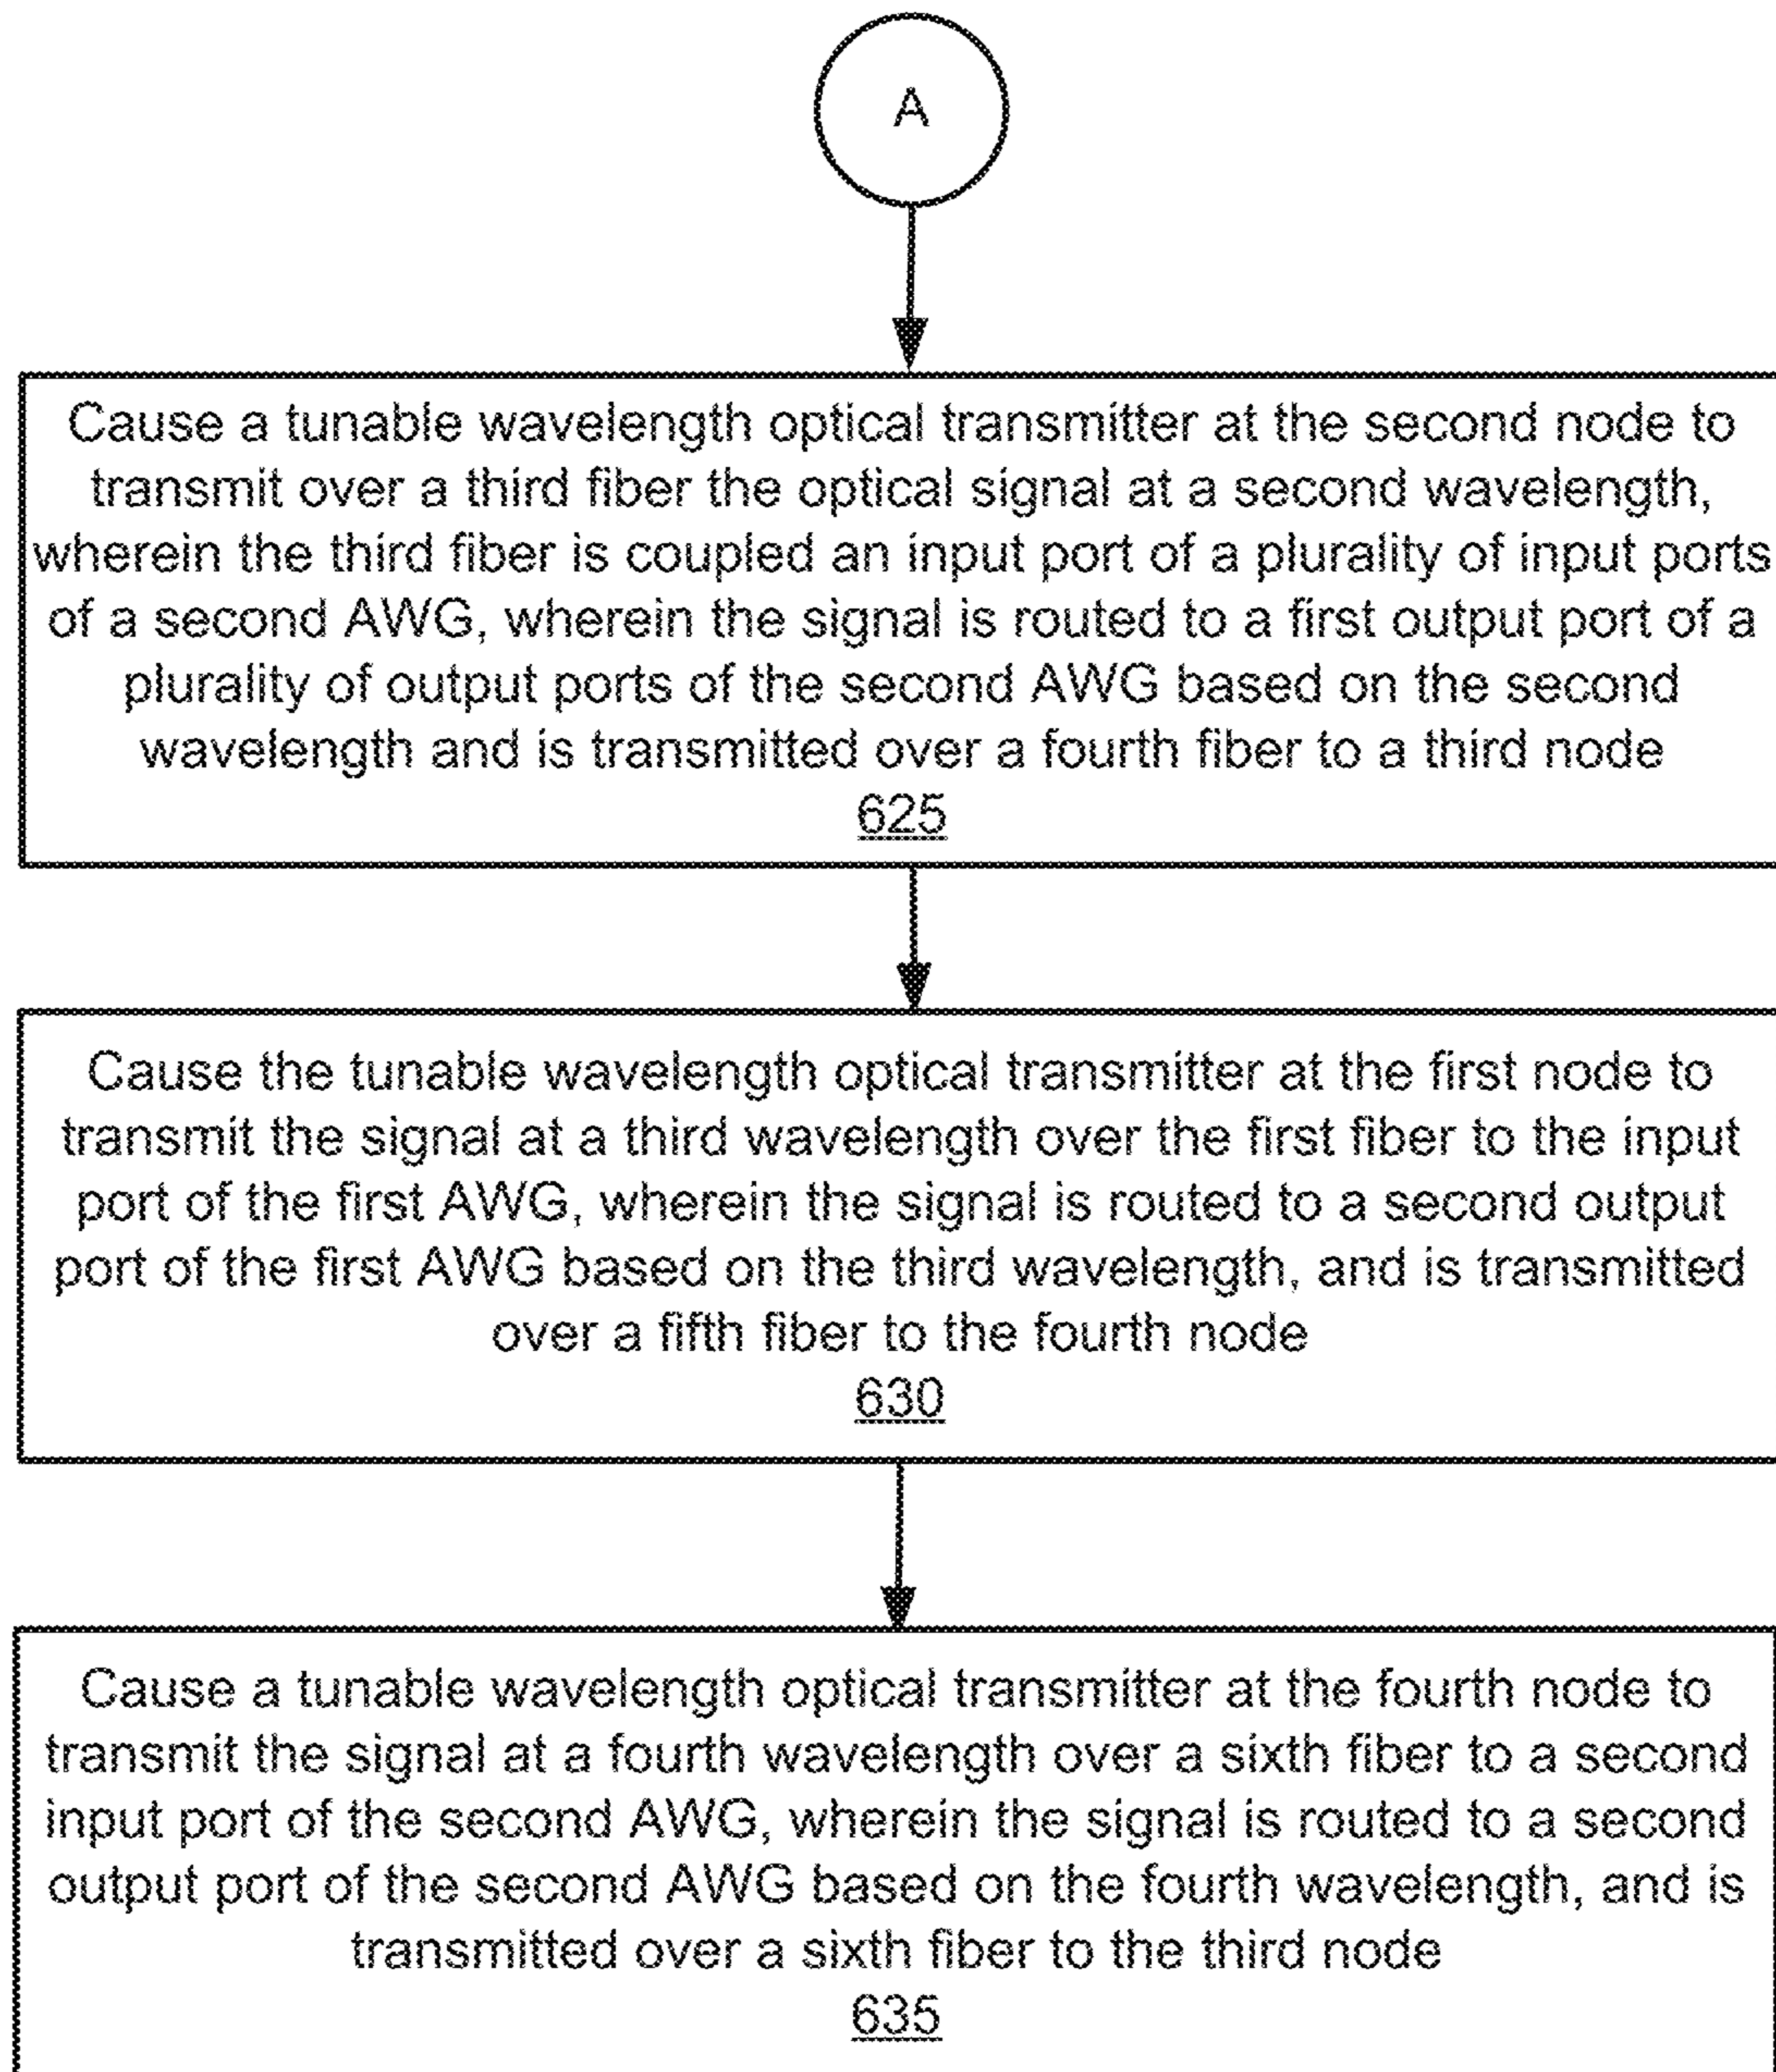 A
Cause a tunable wavelength optical transmitter at the second node to
transmit over a third fiber the optical signal at a second wavelength,
wherein the third fiber is coupled an input port of a plurality of input ports
of a second AWG, wherein the signal is routed to a first output port of a
plurality of output ports of the second AWG based on the second
wavelength and is transmitted over a fourth fiber to a third node
625
Cause the tunable wavelength optical transmitter at the first node to
transmit the signal at a third wavelength over the first fiber to the input
port of the first AWG, wherein the signal is routed to a second output
port of the first AWG based on the third wavelength, and is transmitted
over a fifth fiber to the fourth node
630
Cause a tunable wavelength optical transmitter at the fourth node to
transmit the signal at a fourth wavelength over a sixth fiber to a second
input port of the second AWG, wherein the signal is routed to a second
output port of the second AWG based on the fourth wavelength, and is
transmitted over a sixth fiber to the third node
635